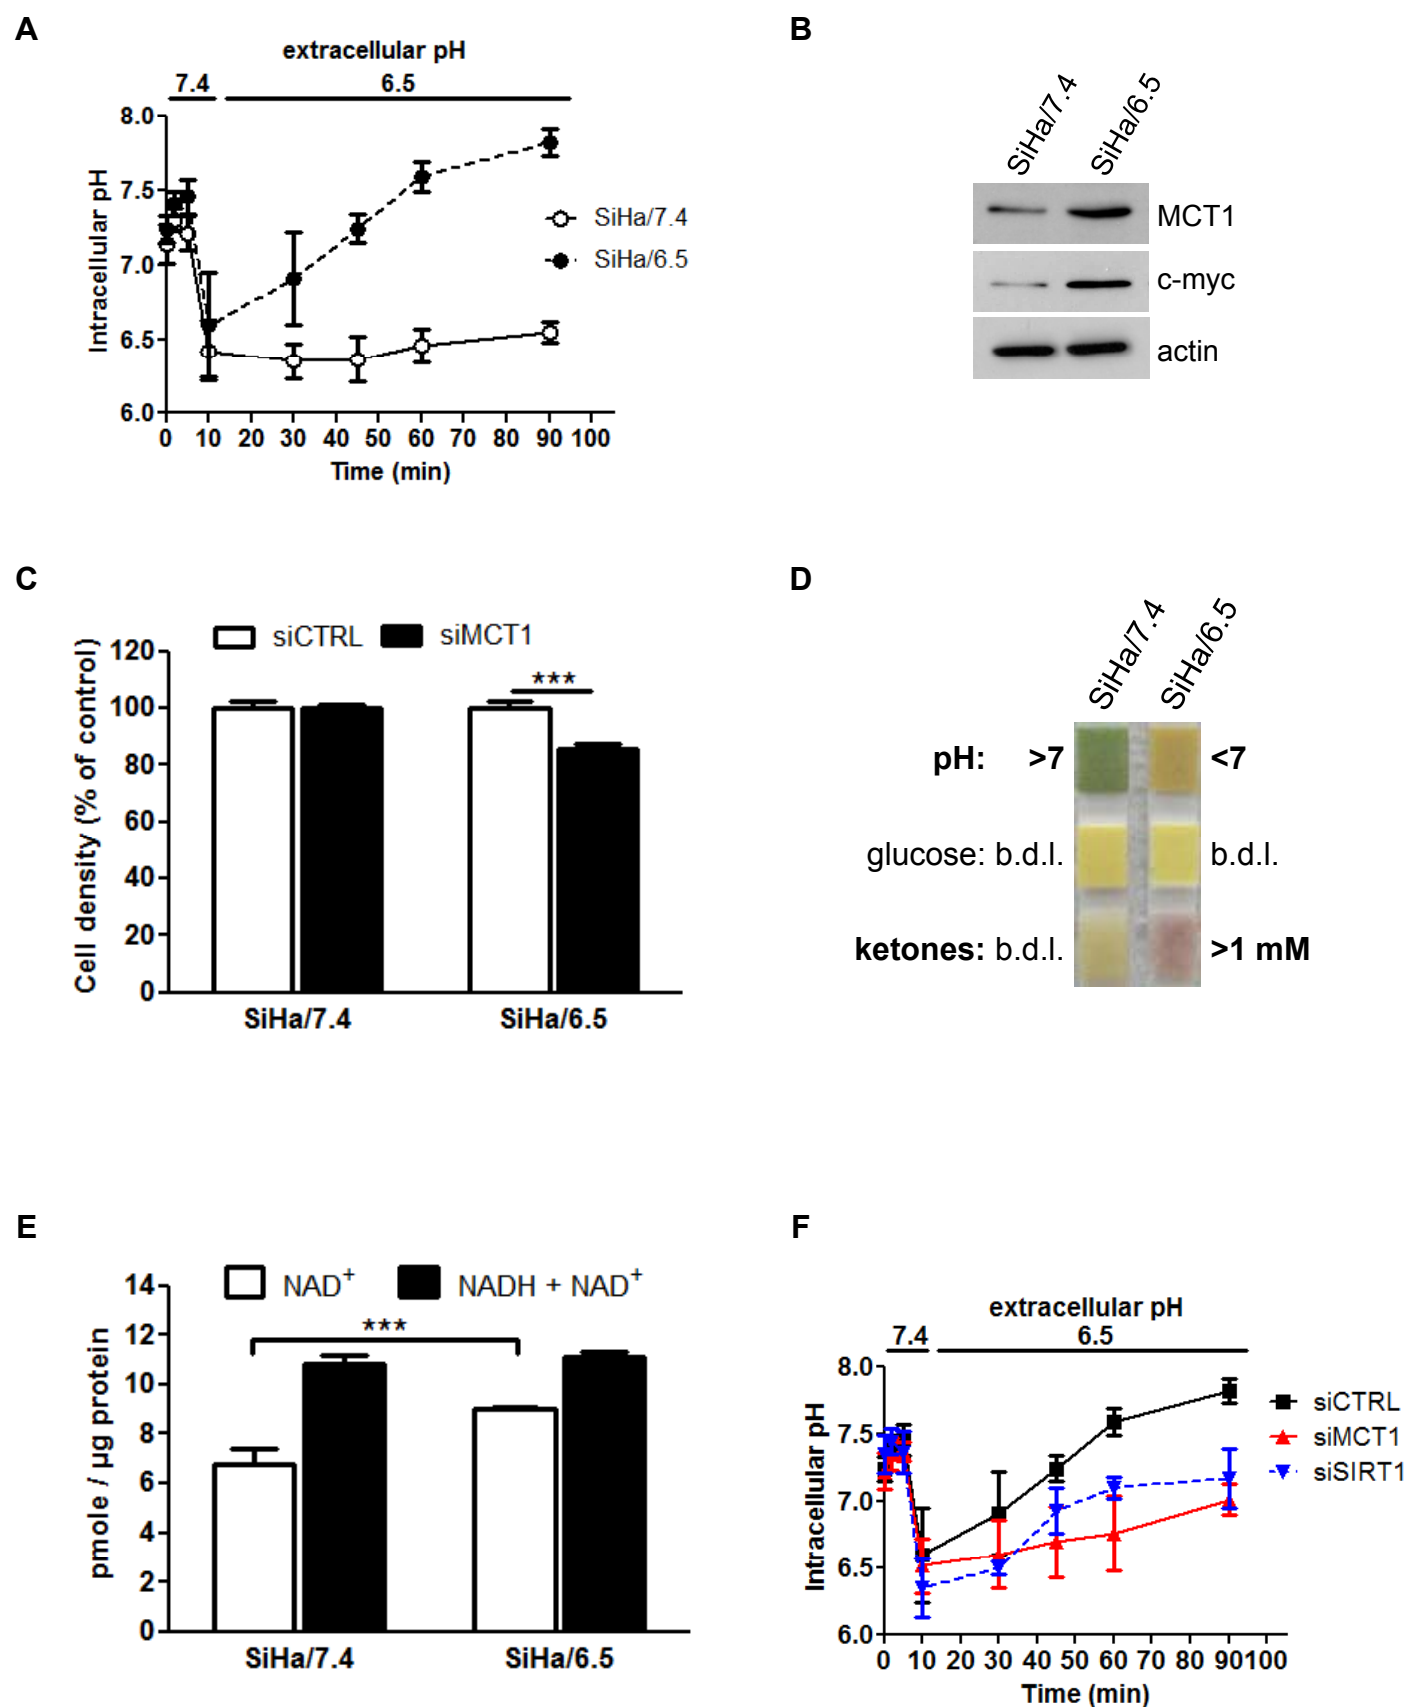 A
extracellular pH
7.4 6.5
8.0
7.5
7.0
6.5
6.0
Intracellular pH
0 10 20 30 40 50 60 70 80 90 100
Time (min)
SiHa/7.4
SiHa/6.5
B
SiHa/7.4 SiHa/6.5
MCT1
c-myc
actin
C
siCTRL siMCT1
120
100
80
60
40
20
0
Cell density (% of control)
***
SiHa/7.4 SiHa/6.5
D
SiHa/7.4 SiHa/6.5
pH: >7 <7
glucose: b.d.l. b.d.l.
ketones: b.d.l. >1 mM
E
NAD+ NADH + NAD+
14
12
10
8
6
4
2
0
pmole / µg protein
***
SiHa/7.4 SiHa/6.5
F
extracellular pH
7.4 6.5
8.0
7.5
7.0
6.5
6.0
Intracellular pH
0 10 20 30 40 50 60 70 80 90 100
Time (min)
siCTRL
siMCT1
siSIRT1